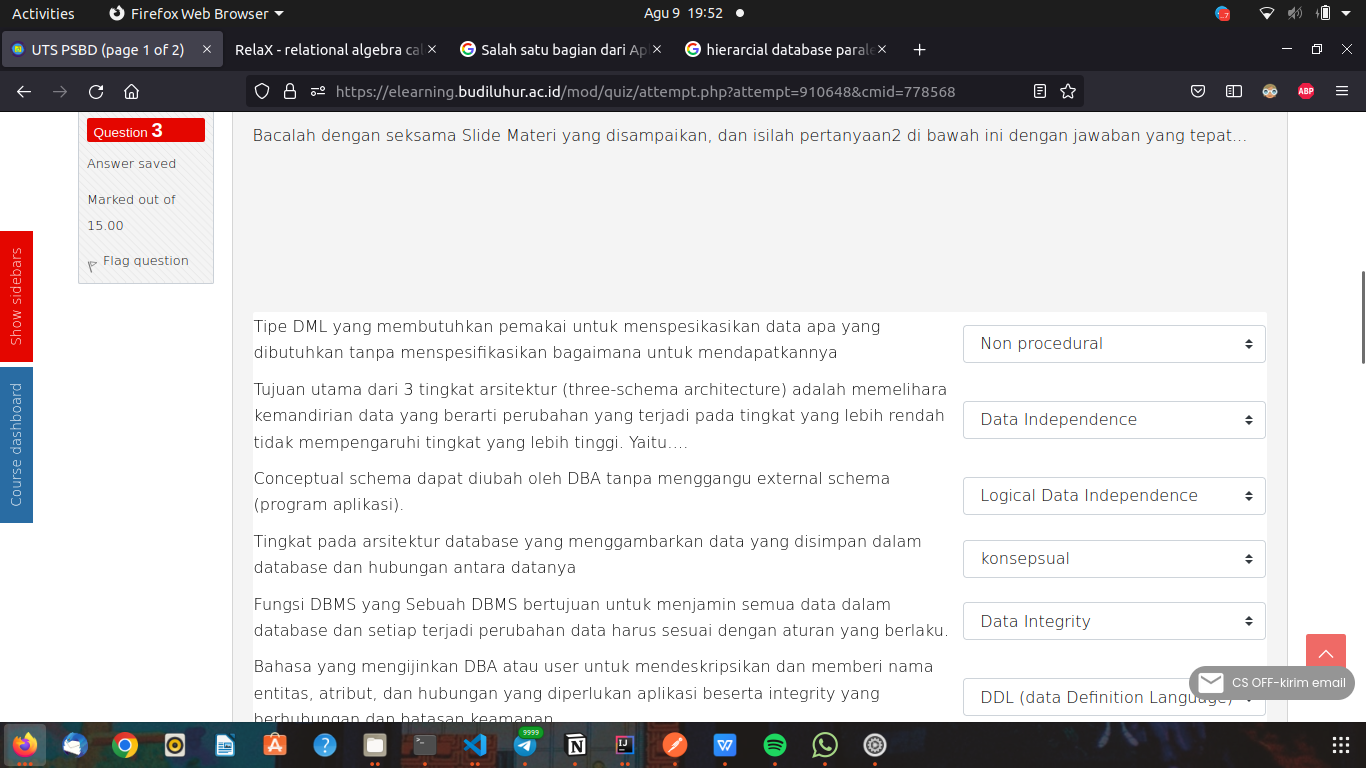 Activities
Firefox Web Browser
Agu 9 19:52
UTS PSBD (page 1 of 2)
RelaX - relational algebra cal
Salah satu bagian dari Apl
hierarcial database parale
https://elearning.budiluhur.ac.id/mod/quiz/attempt.php?attempt=910648&cmid=778568
ABP
Question 3
Answer saved
Marked out of
15.00
Flag question
Show sidebars
Course dashboard
Bacalah dengan seksama Slide Materi yang disampaikan, dan isilah pertanyaan2 di bawah ini dengan jawaban yang tepat...
Tipe DML yang membutuhkan pemakai untuk menspesikasikan data apa yang
dibutuhkan tanpa menspesifikasikan bagaimana untuk mendapatkannya
Non procedural
Tujuan utama dari 3 tingkat arsitektur (three-schema architecture) adalah memelihara
kemandirian data yang berarti perubahan yang terjadi pada tingkat yang lebih rendah
tidak mempengaruhi tingkat yang lebih tinggi. Yaitu....
Data Independence
Conceptual schema dapat diubah oleh DBA tanpa menggangu external schema
(program aplikasi).
Logical Data Independence
Tingkat pada arsitektur database yang menggambarkan data yang disimpan dalam
database dan hubungan antara datanya
konsepsual
Fungsi DBMS yang Sebuah DBMS bertujuan untuk menjamin semua data dalam
database dan setiap terjadi perubahan data harus sesuai dengan aturan yang berlaku.
Data Integrity
Bahasa yang mengijinkan DBA atau user untuk mendeskripsikan dan memberi nama
entitas, atribut, dan hubungan yang diperlukan aplikasi beserta integrity yang
berhubungan dan batasan keamanan
DDL (data Definition Language)
CS OFF-kirim email
9999